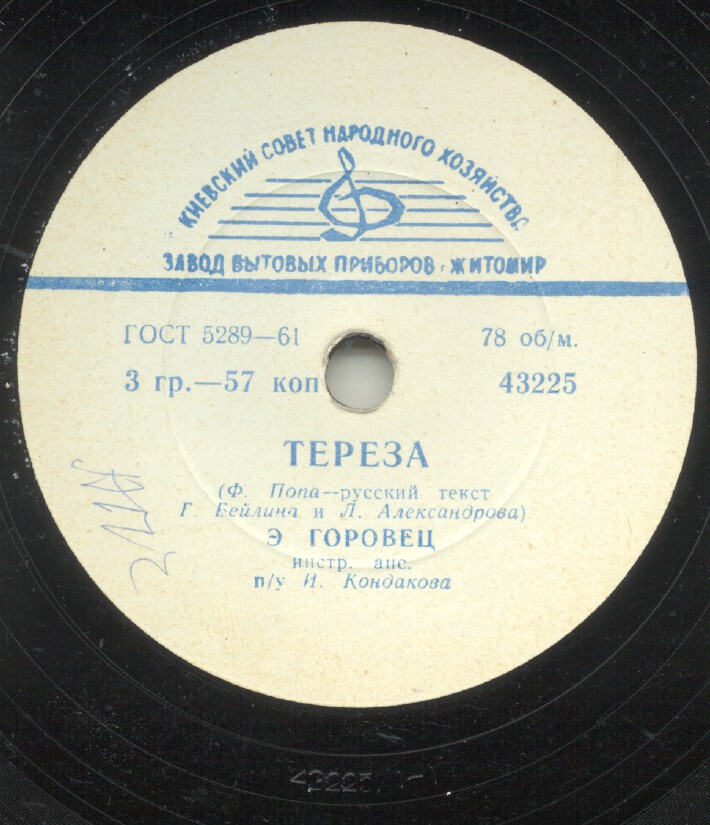 КИЕВСКИЙ СОВЕТ НАРОДНОГО ХОЗЯЙСТВА
ЗАВОД БЫТОВЫХ ПРИБОРОВ г ЖИТОМИР
ГОСТ 5289—61
78 об/м.
3 гр.—57 коп
43225
ТЕРЕЗА
(Ф. Попа--русский текст
Г. Бейлина и Л. Александрова)
Э ГОРОВЕЦ
инстр. анс.
п/у И. Кондакова
43225